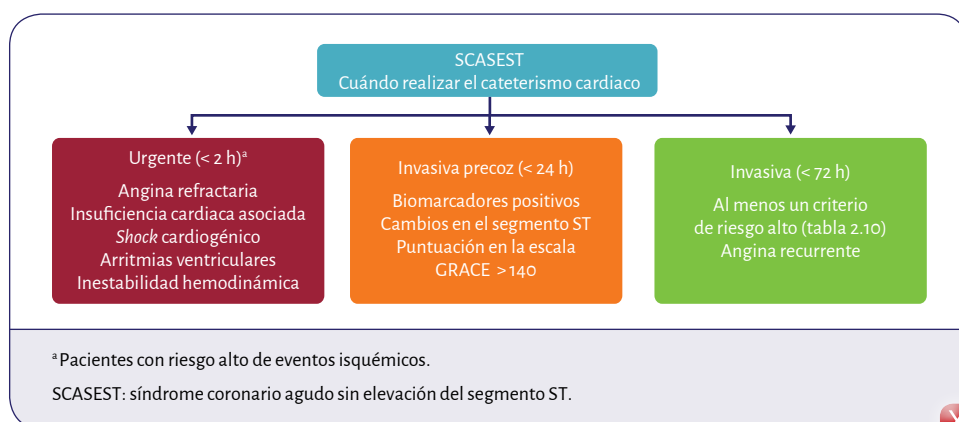 SCASEST
Cuándo realizar el cateterismo cardiaco
Urgente (< 2 h)ª
Angina refractaria
Insuficiencia cardiaca asociada
Shock cardiogénico
Arritmias ventriculares
Inestabilidad hemodinámica
Invasiva precoz (< 24 h)
Biomarcadores positivos
Cambios en el segmento ST
Puntuación en la escala
GRACE >140
Invasiva (< 72 h)
Al menos un criterio
de riesgo alto (tabla 2.10)
Angina recurrente
ª Pacientes con riesgo alto de eventos isquémicos.
SCASEST: síndrome coronario agudo sin elevación del segmento ST.